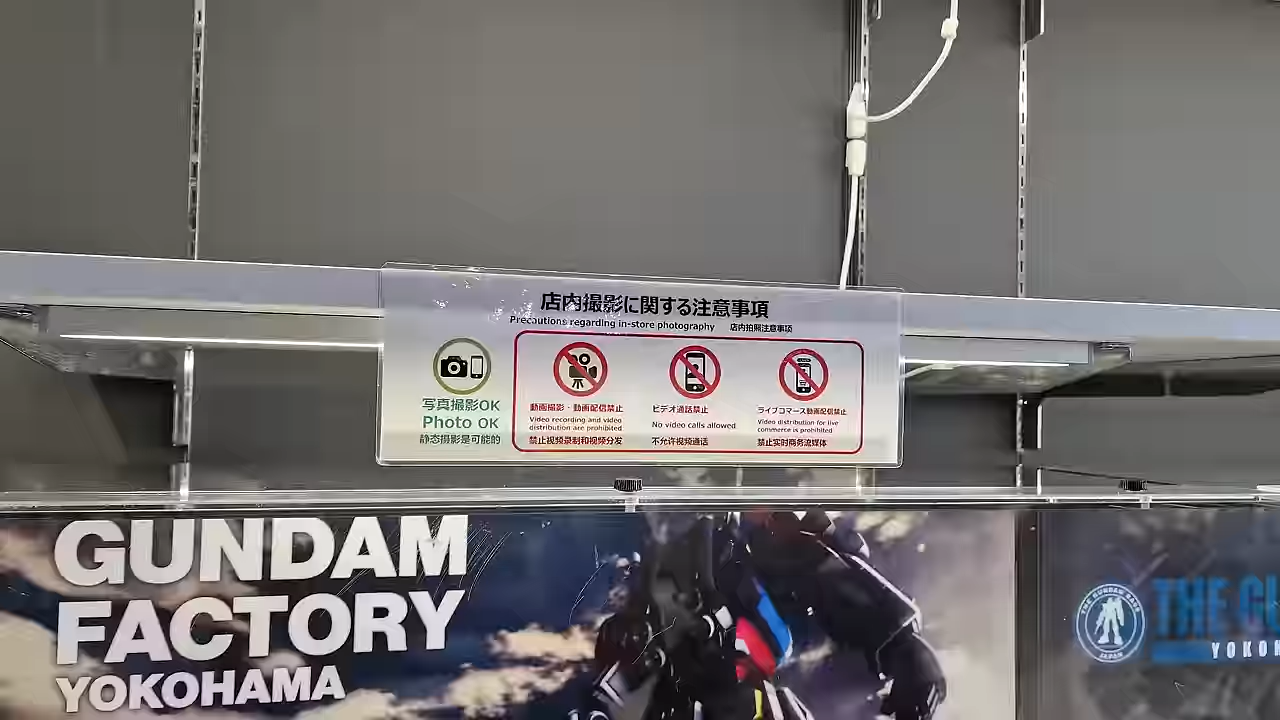 店内撮影に関する注意事項
Precautions regarding in-store photography 店内拍照注意事项
写真撮影OK
Photo OK
静态摄影是可能的
動画撮影・動画配信禁止
Video recording and video
distribution are prohibited
禁止视频录制和视频分发
ビデオ通話禁止
No video calls allowed
不允许视频通话
ライブコマース動画配信禁止
Video distribution for live
commerce is prohibited
禁止实时商务流媒体
GUNDAM
FACTORY
YOKOHAMA
THE GUNDAM BASE
JAPAN
THE